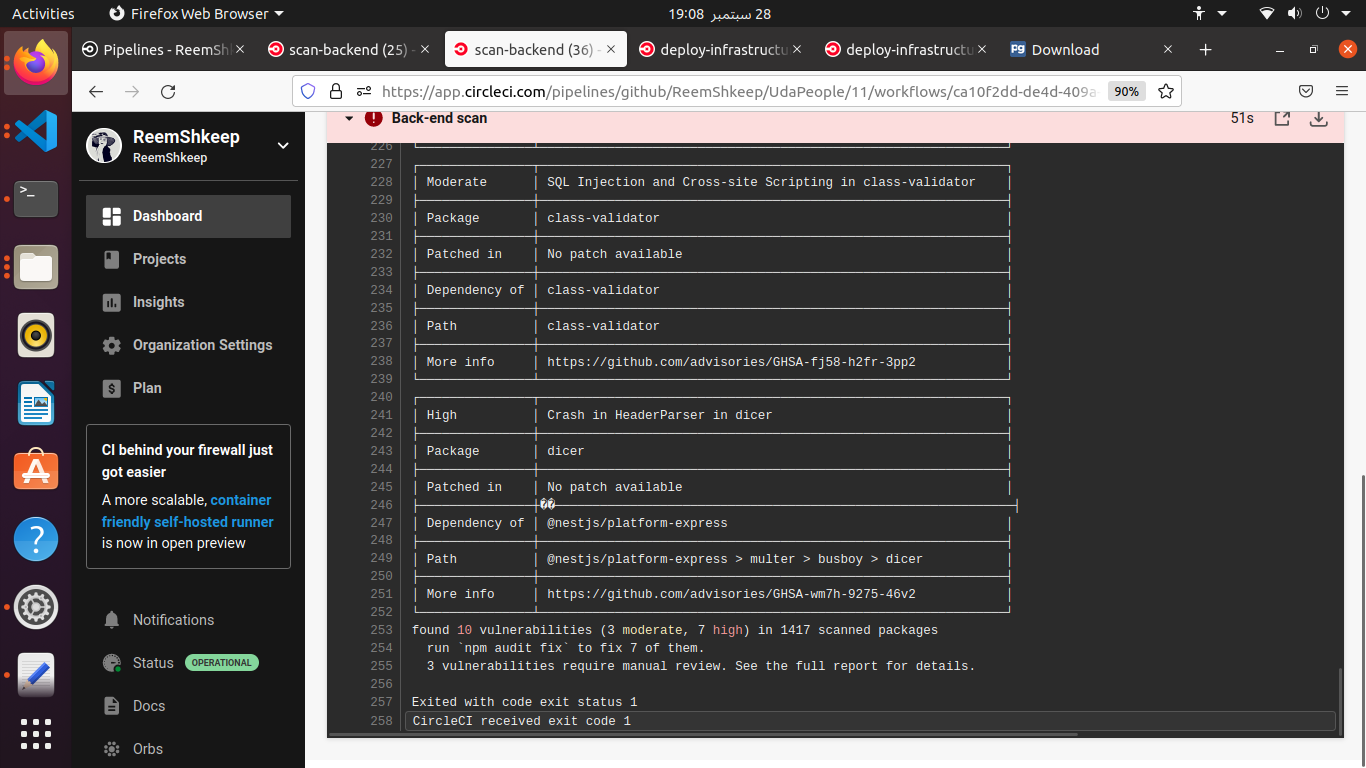 Activities
Firefox Web Browser
19:08 28 سبتمبر
Pipelines - ReemSh
scan-backend (25) -
scan-backend (36) -
deploy-infrastructu
deploy-infrastructu
Download
https://app.circleci.com/pipelines/github/ReemShkeep/UdaPeople/11/workflows/ca10f2dd-de4d-409a-
90%
ReemShkeep
ReemShkeep
Dashboard
Projects
Insights
Organization Settings
Plan
CI behind your firewall just
got easier
A more scalable, container
friendly self-hosted runner
is now in open preview
Notifications
Status OPERATIONAL
Docs
Orbs
Back-end scan
51s
226
227
228 Moderate SQL Injection and Cross-site Scripting in class-validator
229
230 Package class-validator
231
232 Patched in No patch available
233
234 Dependency of class-validator
235
236 Path class-validator
237
238 More info https://github.com/advisories/GHSA-fj58-h2fr-3pp2
239
240
241 High Crash in HeaderParser in dicer
242
243 Package dicer
244
245 Patched in No patch available
246 ��
247 Dependency of @nestjs/platform-express
248
249 Path @nestjs/platform-express > multer > busboy > dicer
250
251 More info https://github.com/advisories/GHSA-wm7h-9275-46v2
252
253 found 10 vulnerabilities (3 moderate, 7 high) in 1417 scanned packages
254 run `npm audit fix` to fix 7 of them.
255 3 vulnerabilities require manual review. See the full report for details.
256
257 Exited with code exit status 1
258 CircleCI received exit code 1